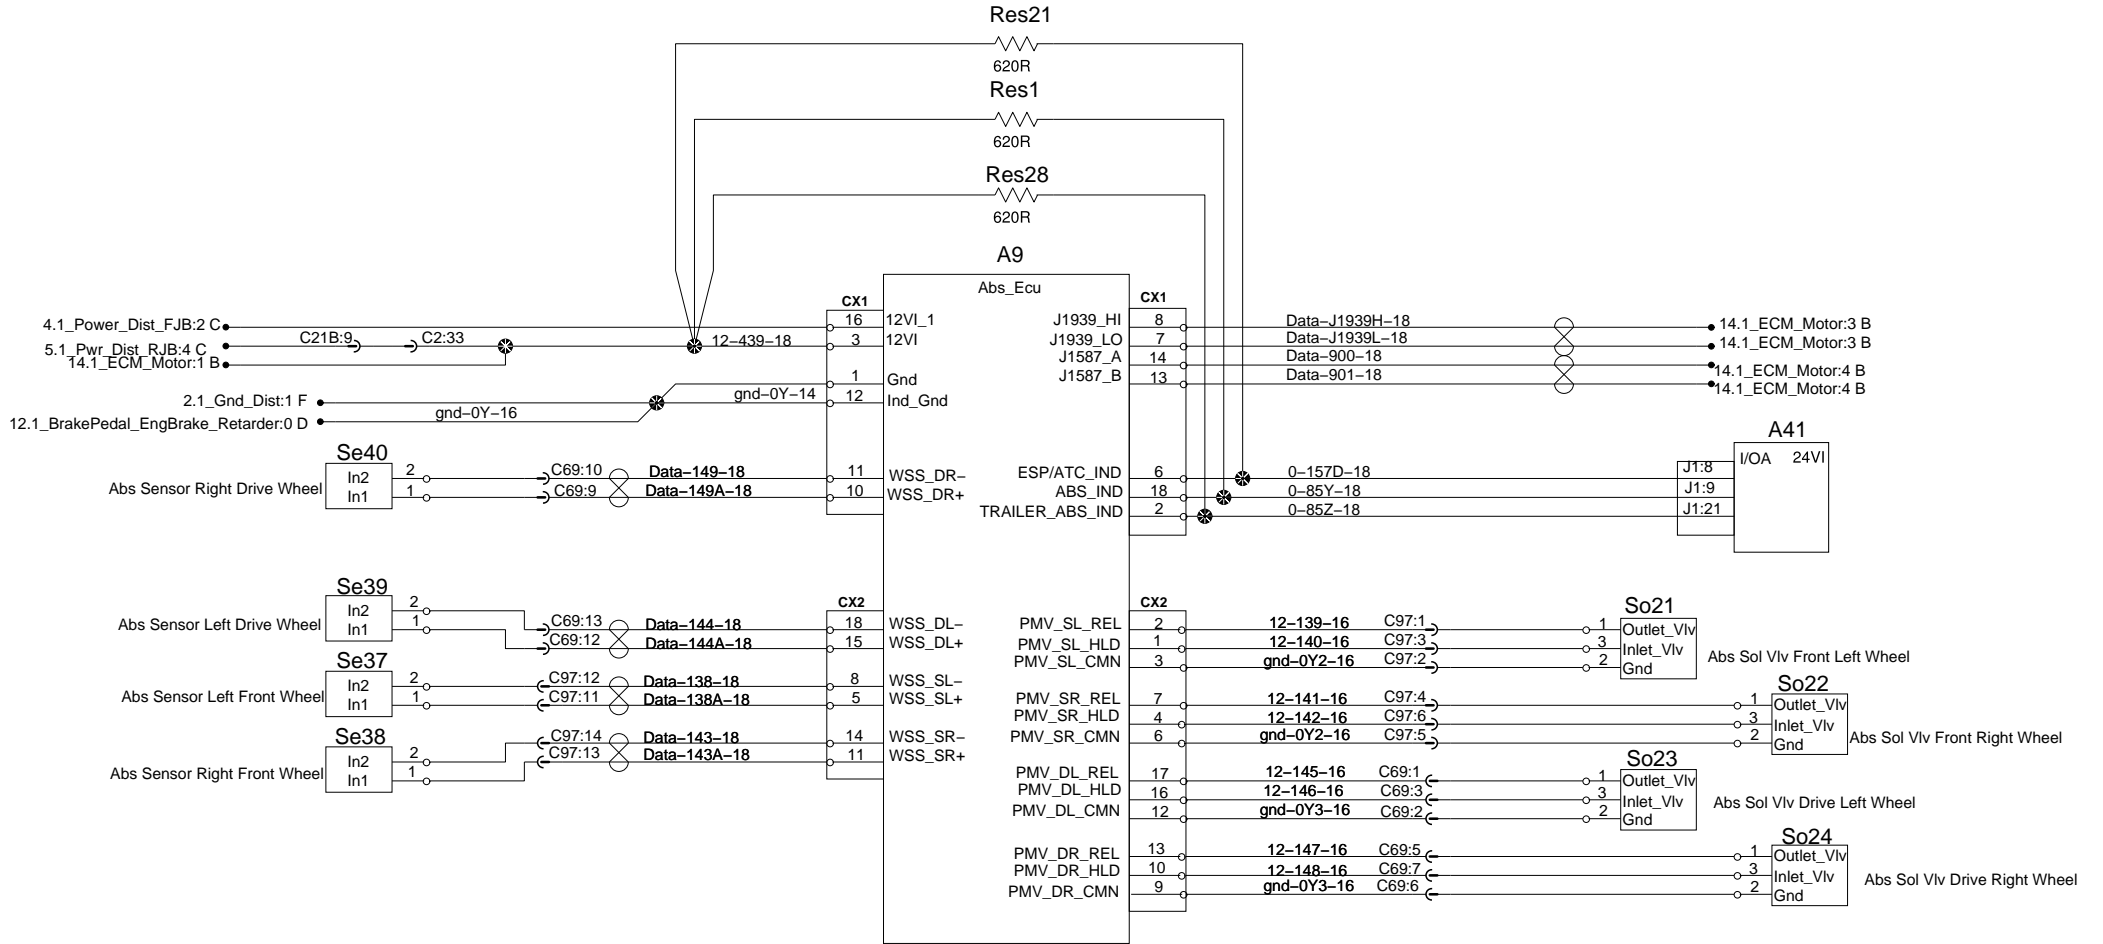 Res21
620R
Res1
620R
Res28
620R
A9
Abs_Ecu
CX1
CX1
4.1_Power_Dist_FJB:2 C
16
12VI_1
5.1_Pwr_Dist_RJB:4 C
C21B:9
C2:33
12–439–18
3
12VI
14.1_ECM_Motor:1 B
1
Gnd
2.1_Gnd_Dist:1 F
gnd–0Y–14
12
Ind_Gnd
12.1_BrakePedal_EngBrake_Retarder:0 D
gnd–0Y–16
J1939_HI
8
Data–J1939H–18
14.1_ECM_Motor:3 B
J1939_LO
7
Data–J1939L–18
14.1_ECM_Motor:3 B
J1587_A
14
Data–900–18
14.1_ECM_Motor:4 B
J1587_B
13
Data–901–18
14.1_ECM_Motor:4 B
Se40
Abs Sensor Right Drive Wheel
In2
2
C69:10
Data–149–18
11
WSS_DR–
In1
1
C69:9
Data–149A–18
10
WSS_DR+
A41
I/OA
24VI
ESP/ATC_IND
6
0–157D–18
J1:8
ABS_IND
18
0–85Y–18
J1:9
TRAILER_ABS_IND
2
0–85Z–18
J1:21
CX2
CX2
Se39
Abs Sensor Left Drive Wheel
In2
2
C69:13
Data–144–18
18
WSS_DL–
In1
1
C69:12
Data–144A–18
15
WSS_DL+
Se37
Abs Sensor Left Front Wheel
In2
2
C97:12
Data–138–18
8
WSS_SL–
In1
1
C97:11
Data–138A–18
5
WSS_SL+
Se38
Abs Sensor Right Front Wheel
In2
2
C97:14
Data–143–18
14
WSS_SR–
In1
1
C97:13
Data–143A–18
11
WSS_SR+
So21
PMV_SL_REL
2
12–139–16
C97:1
1
Outlet_Vlv
PMV_SL_HLD
1
12–140–16
C97:3
3
Inlet_Vlv
PMV_SL_CMN
3
gnd–0Y2–16
C97:2
2
Gnd
Abs Sol Vlv Front Left Wheel
So22
PMV_SR_REL
7
12–141–16
C97:4
1
Outlet_Vlv
PMV_SR_HLD
4
12–142–16
C97:6
3
Inlet_Vlv
PMV_SR_CMN
6
gnd–0Y2–16
C97:5
2
Gnd
Abs Sol Vlv Front Right Wheel
So23
PMV_DL_REL
17
12–145–16
C69:1
1
Outlet_Vlv
PMV_DL_HLD
16
12–146–16
C69:3
3
Inlet_Vlv
PMV_DL_CMN
12
gnd–0Y3–16
C69:2
2
Gnd
Abs Sol Vlv Drive Left Wheel
So24
PMV_DR_REL
13
12–147–16
C69:5
1
Outlet_Vlv
PMV_DR_HLD
10
12–148–16
C69:7
3
Inlet_Vlv
PMV_DR_CMN
9
gnd–0Y3–16
C69:6
2
Gnd
Abs Sol Vlv Drive Right Wheel